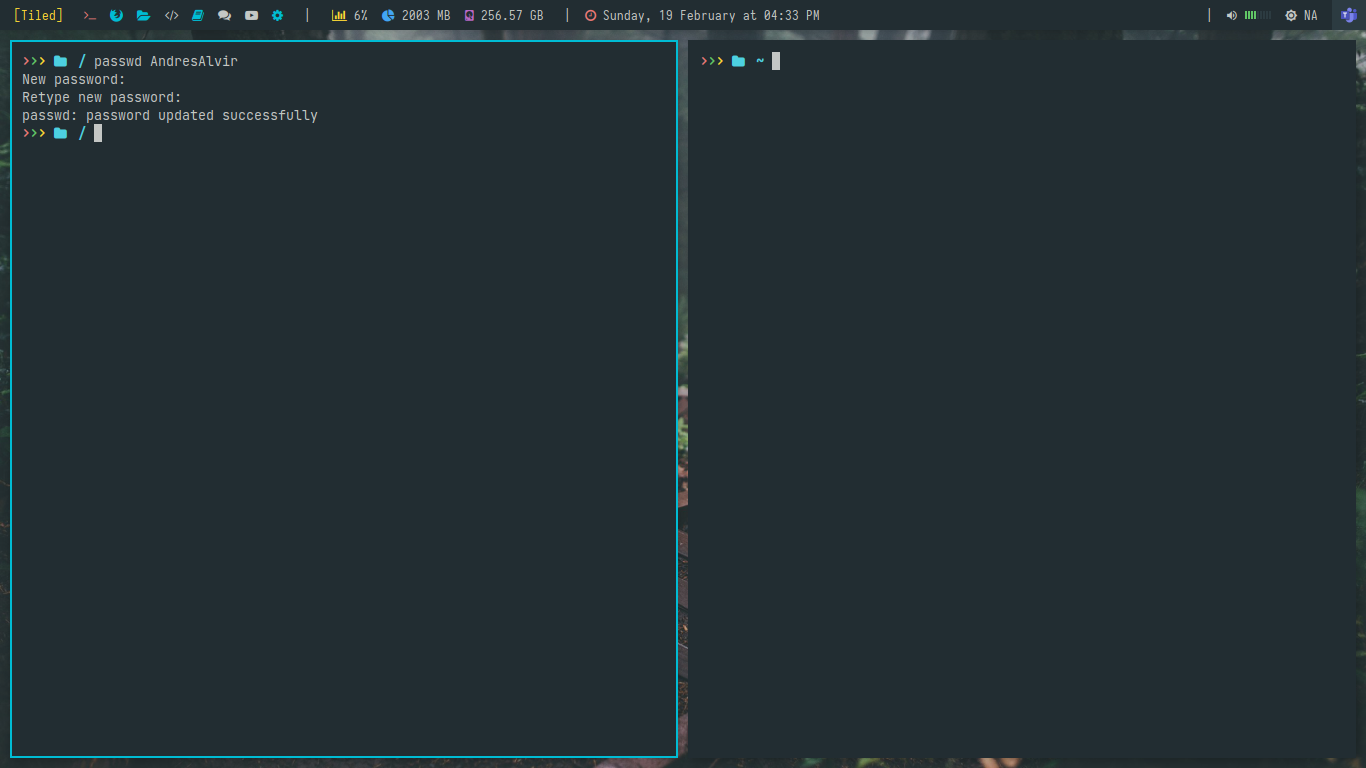 [Tiled] >_ </> | 6% 2003 MB 256.57 GB | Sunday, 19 February at 04:33 PM | NA
>>> / passwd AndresAlvir
New password:
Retype new password:
passwd: password updated successfully
>>> /
>>> ~